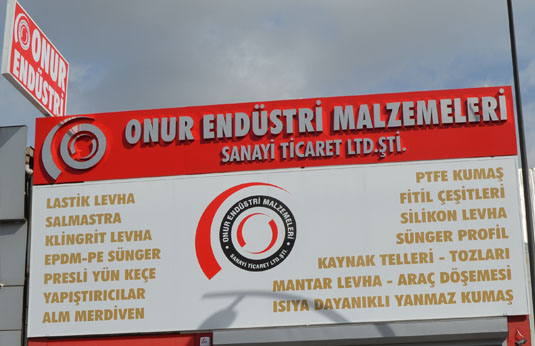 ONUR
ENDÜSTRİ
ONUR ENDÜSTRİ MALZEMELERİ
SANAYİ TİCARET LTD.ŞTİ.
LASTİK LEVHA
SALMASTRA
KLİNGRİT LEVHA
EPDM-PE SÜNGER
PRESLİ YÜN KEÇE
YAPIŞTIRICILAR
ALM MERDİVEN
ONUR ENDÜSTRİ MALZEMELERİ
SANAYİ TİCARET LTD ŞTİ.
PTFE KUMAŞ
FİTİL ÇEŞİTLERİ
SİLİKON LEVHA
SÜNGER PROFİL
KAYNAK TELLERİ - TOZLARI
MANTAR LEVHA - ARAÇ DÖŞEMESİ
ISIYA DAYANIKLI YANMAZ KUMAŞ